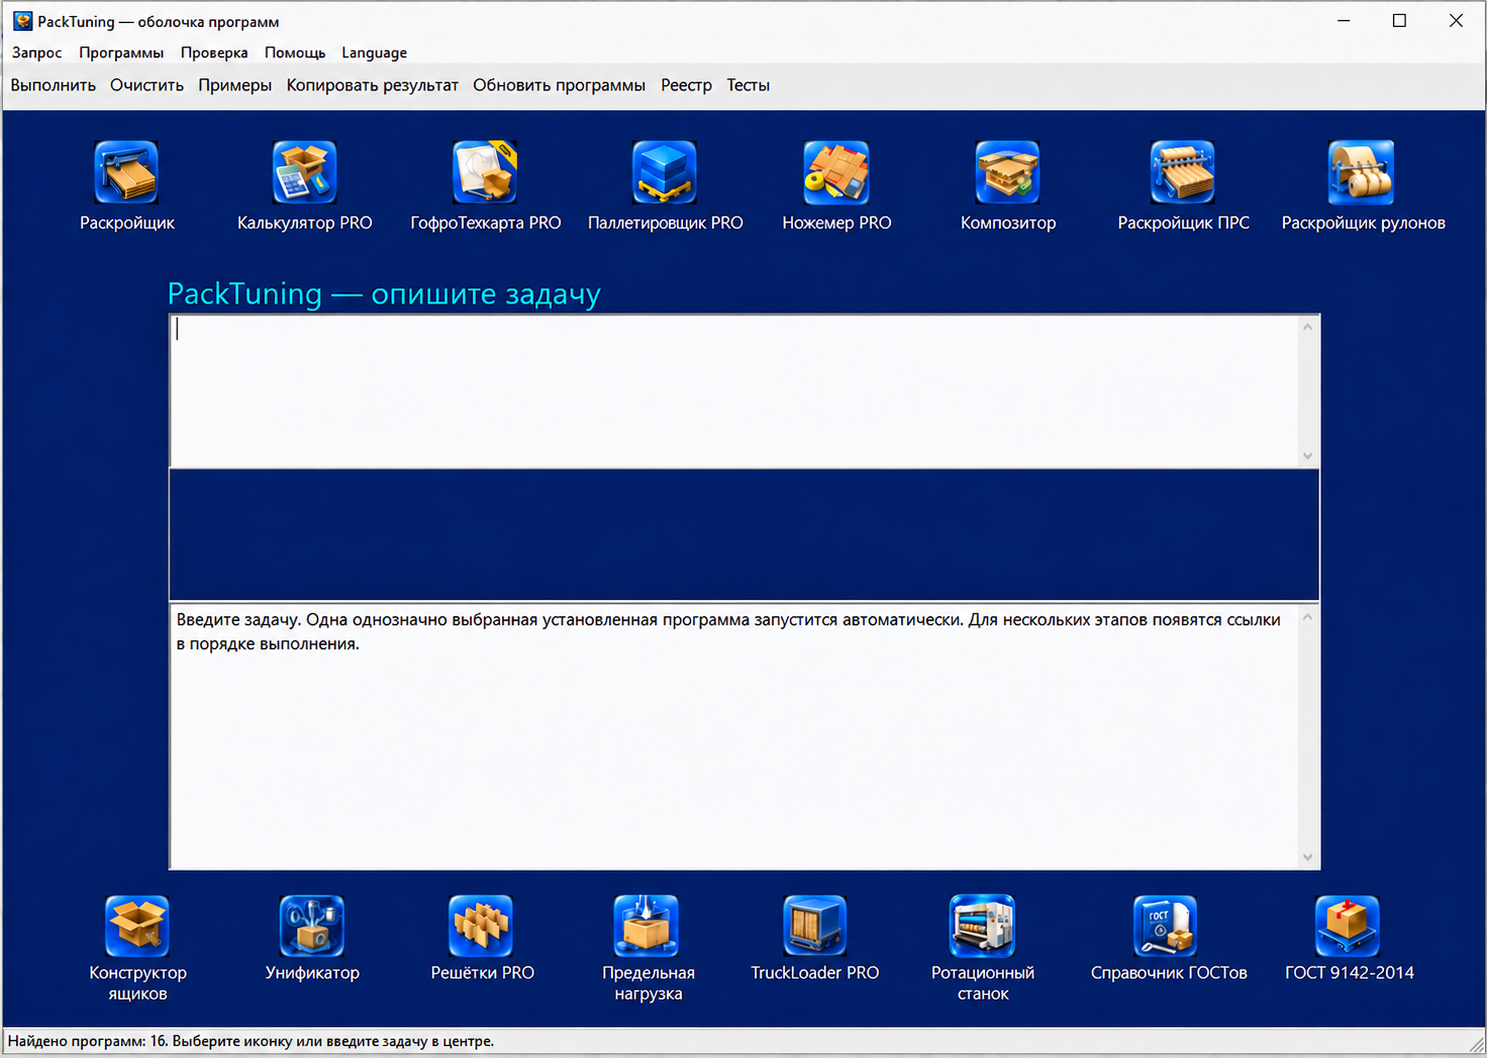 PackTuning — оболочка программ
Запрос Программы Проверка Помощь Language
Выполнить Очистить Примеры Копировать результат Обновить программы Реестр Тесты
Раскройщик Калькулятор PRO ГофроТехкарта PRO Паллетировщик PRO Ножемер PRO Композитор Раскройщик ПРС Раскройщик рулонов
PackTuning — опишите задачу
Введите задачу. Одна однозначно выбранная установленная программа запустится автоматически. Для нескольких этапов появятся ссылки
в порядке выполнения.
ГОСТ
Конструктор ящиков
Унификатор
Решётки PRO
Предельная нагрузка
TruckLoader PRO
Ротационный станок
Справочник ГОСТов
ГОСТ 9142-2014
Найдено программ: 16. Выберите иконку или введите задачу в центре.